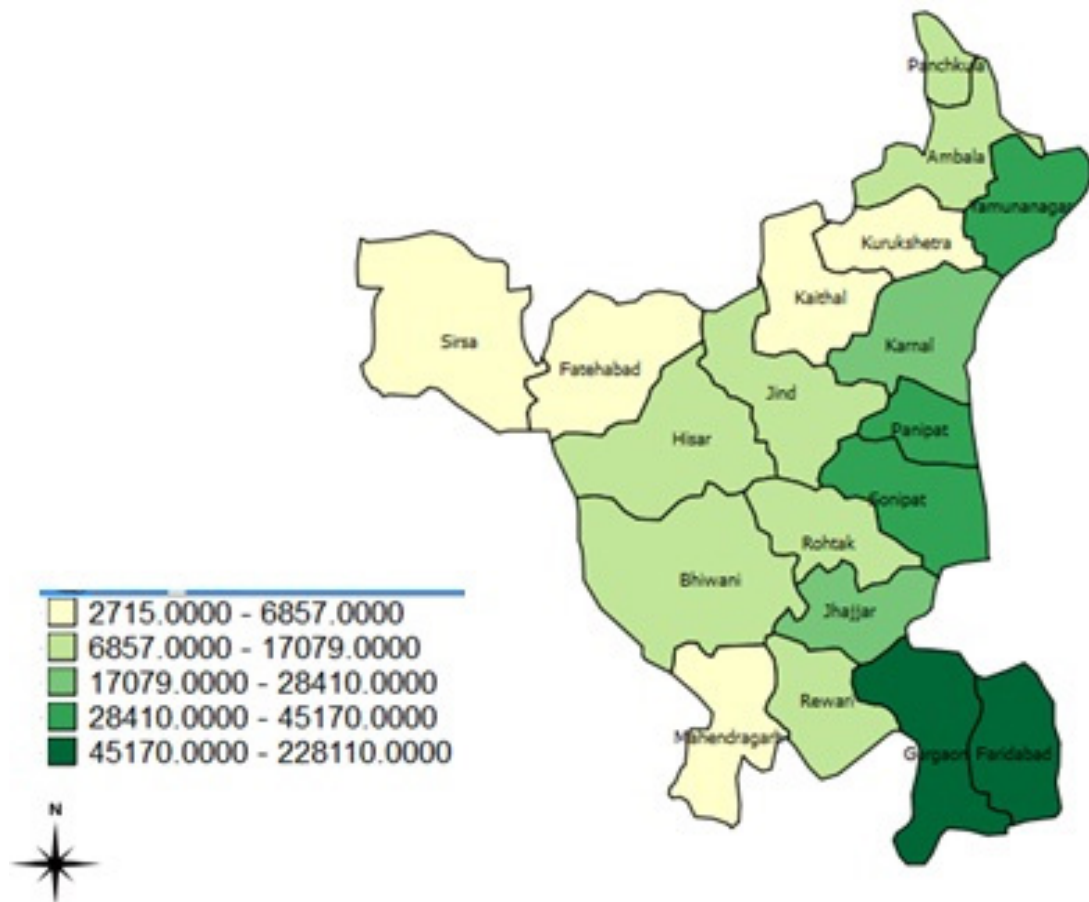 Panchkula
Ambala
Yamunanagar
Kurukshetra
Kaithal
Sirsa
Karnal
Fatehabad
Jind
Panipat
Hisar
Sonipat
Rohtak
Bhiwani
Jhajjar
Rewari
Mahendragarh
Gurgaon
Faridabad
2715.0000 - 6857.0000
6857.0000 - 17079.0000
17079.0000 - 28410.0000
28410.0000 - 45170.0000
45170.0000 - 228110.0000
N